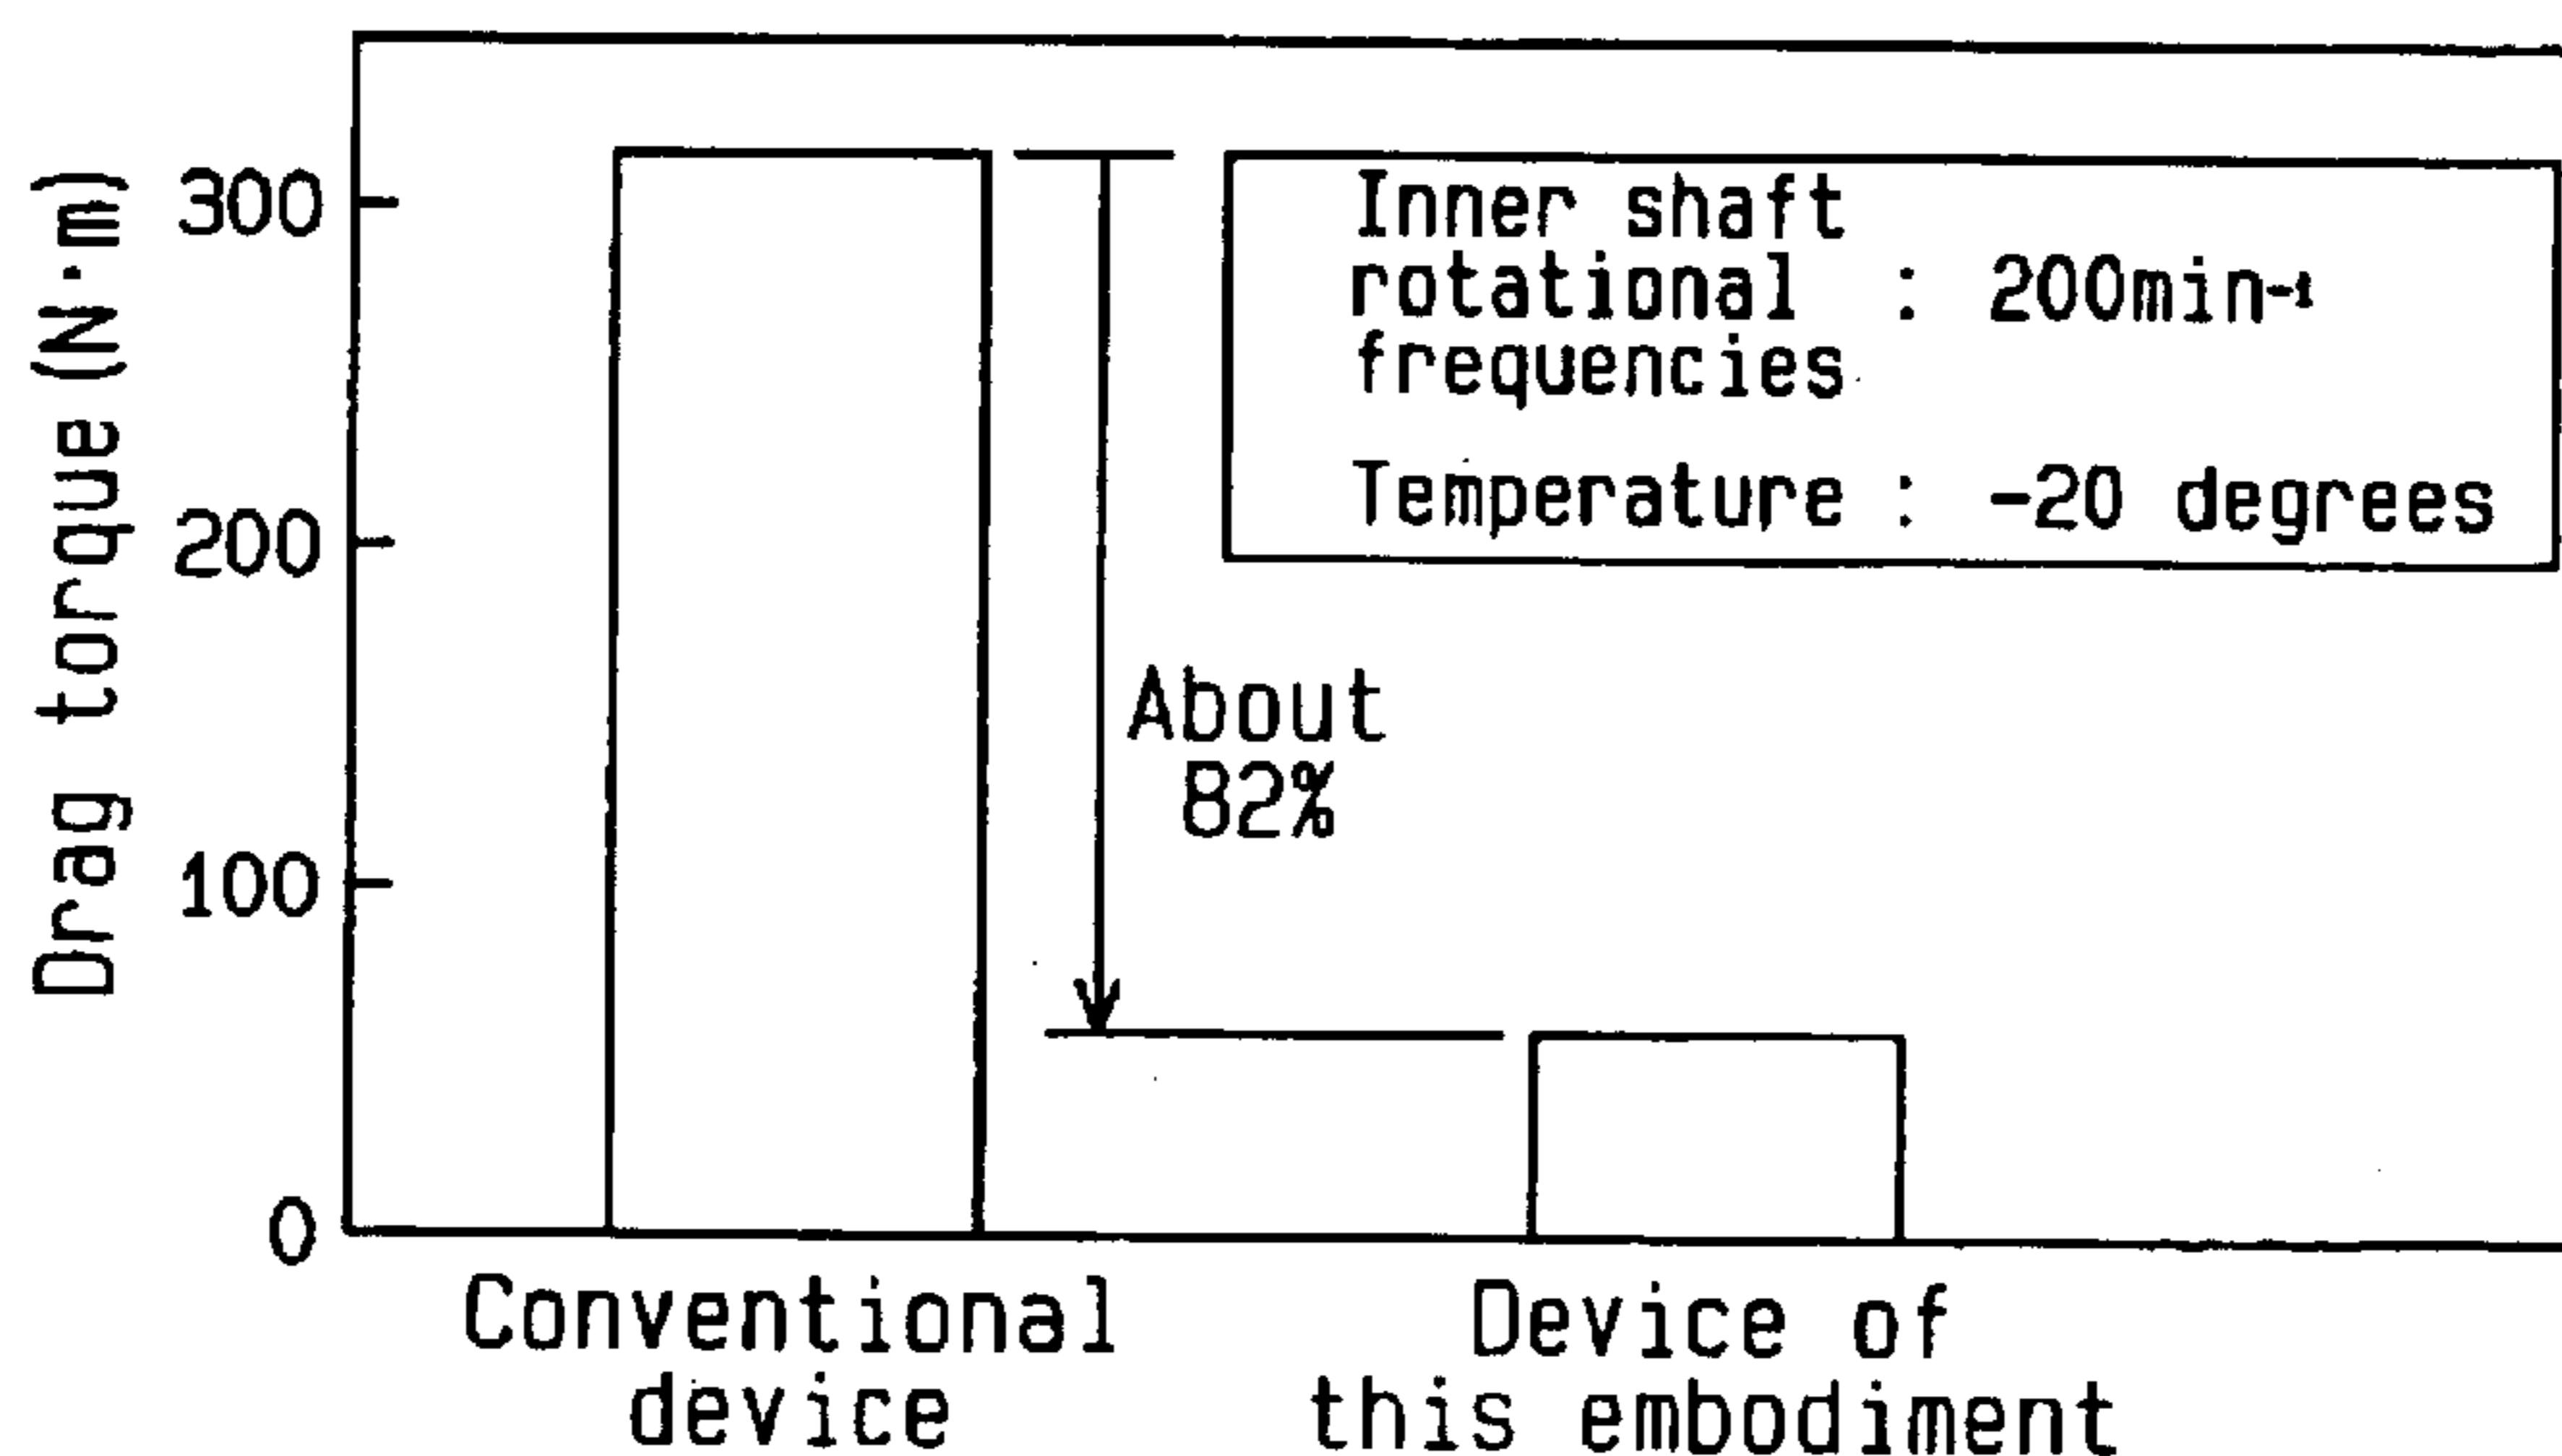 Drag torque (N·m)
300
200
100
0
Inner shaft
rotational : 200min-1
frequencies
Temperature : -20 degrees
About
82%
Conventional
device
Device of
this embodiment